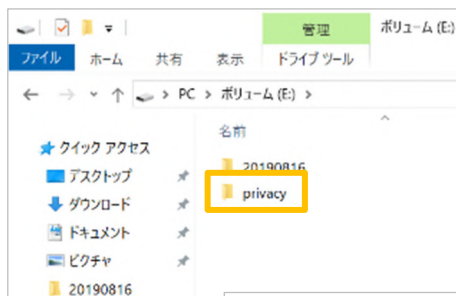 管理
ボリューム (E:)
ファイル ホーム 共有 表示 ドライブ ツール
PC > ボリューム (E:) >
名前
クイック アクセス
20190816
デスクトップ
privacy
ダウンロード
ドキュメント
ピクチャ
20190816